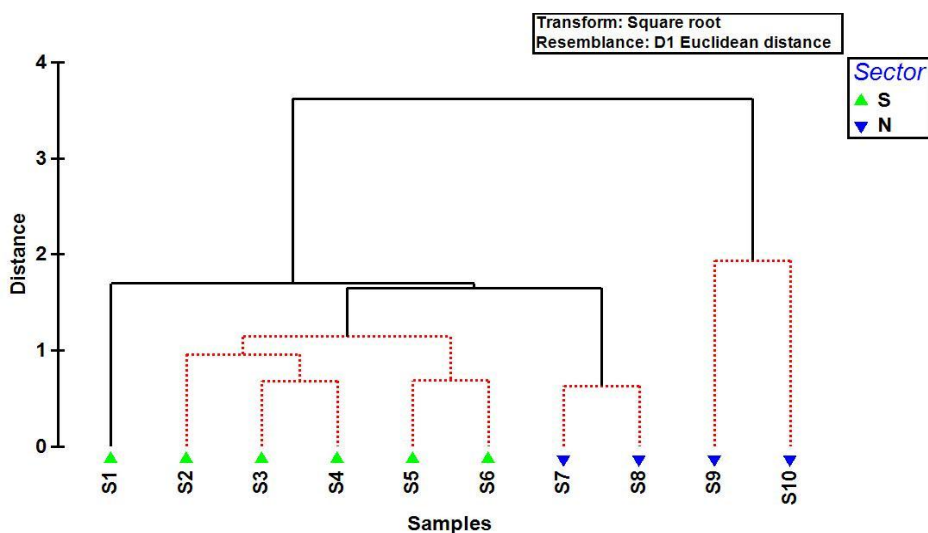 Transform: Square root
Resemblance: D1 Euclidean distance
Sector
S
N
4
3
2
1
0
Distance
S1
S2
S3
S4
S5
S6
S7
S8
S9
S10
Samples